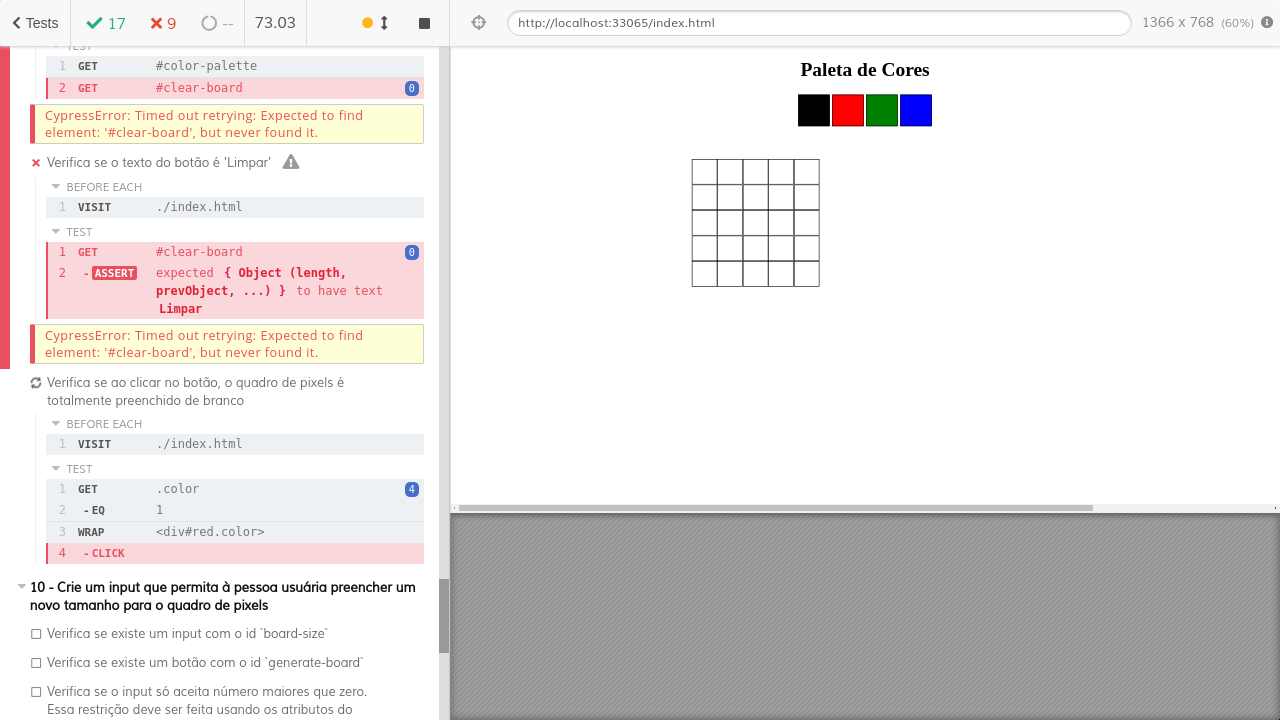 Tests
17
9
--
73.03
http://localhost:33065/index.html
1366 x 768 (60%)
TEST
1 GET #color-palette
2 GET #clear-board 0
CypressError: Timed out retrying: Expected to find
element: '#clear-board', but never found it.
Verifica se o texto do botão é 'Limpar'
BEFORE EACH
1 VISIT ./index.html
TEST
1 GET #clear-board 0
2 -ASSERT expected { Object (length,
prevObject, ...) } to have text
Limpar
CypressError: Timed out retrying: Expected to find
element: '#clear-board', but never found it.
Verifica se ao clicar no botão, o quadro de pixels é
totalmente preenchido de branco
BEFORE EACH
1 VISIT ./index.html
TEST
1 GET .color 4
2 -EQ 1
3 WRAP <div#red.color>
4 -CLICK
10 - Crie um input que permita à pessoa usuária preencher um
novo tamanho para o quadro de pixels
Verifica se existe um input com o id `board-size`
Verifica se existe um botão com o id `generate-board`
Verifica se o input só aceita número maiores que zero.
Essa restrição deve ser feita usando os atributos do
Paleta de Cores